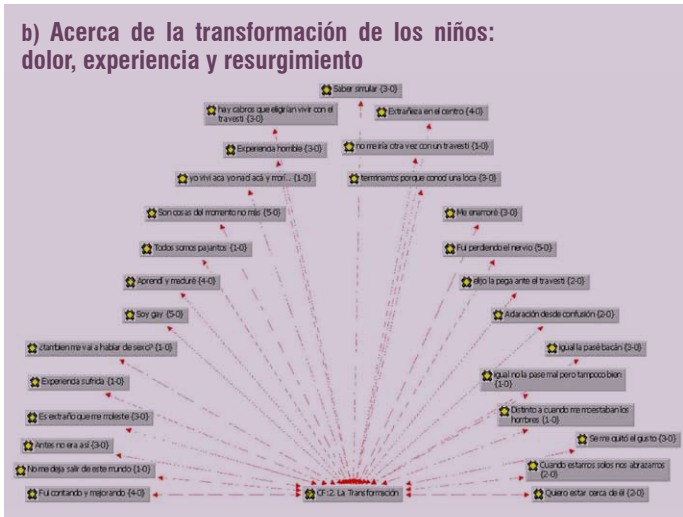 b) Acerca de la transformación de los niños:
dolor, experiencia y resurgimiento
Saber simular {3-0}
hay cabros que eligirían vivir con el
travesti {3-0}
Extrañeza en el centro {4-0}
Experiencia horrible {3-0}
no me iría otra vez con un travesti {1-0}
yo viví aca yo nací acá y morí... {1-0}
terminamos porque conocí una loca {3-0}
Son cosas del momento no más {5-0}
Me enamoré {3-0}
Todos somos pajaritos {1-0}
Fui perdiendo el nervio {5-0}
Aprendí y maduré {4-0}
elijo la pega ante el travesti {2-0}
Soy gay {5-0}
Adaración desde confusión {2-0}
¿tambien me vai a hablar de sexo? {1-0}
igual la pasé bacán {3-0}
Experiencia sufrida {1-0}
igual no la pase mal pero tampoco bien
{1-0}
Es extraño que me moleste {3-0}
Distinto a cuando me moestaban los
hombres {1-0}
Antes no era así {3-0}
Se me quitó el gusto {3-0}
No me deja salir de este mundo {1-0}
Cuando estamos solos nos abrazamos
{2-0}
Fui contando y mejorando {4-0}
CF:2. La Transformación
Quiero estar cerca de él {2-0}